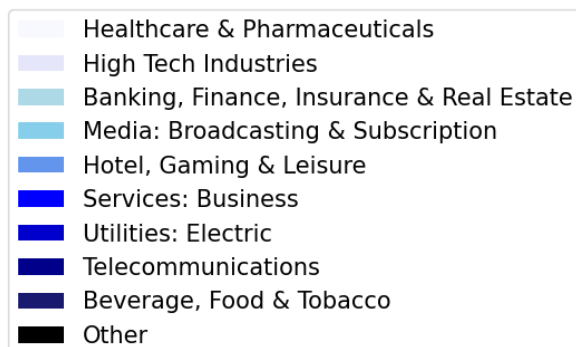 Healthcare & Pharmaceuticals
High Tech Industries
Banking, Finance, Insurance & Real Estate
Media: Broadcasting & Subscription
Hotel, Gaming & Leisure
Services: Business
Utilities: Electric
Telecommunications
Beverage, Food & Tobacco
Other